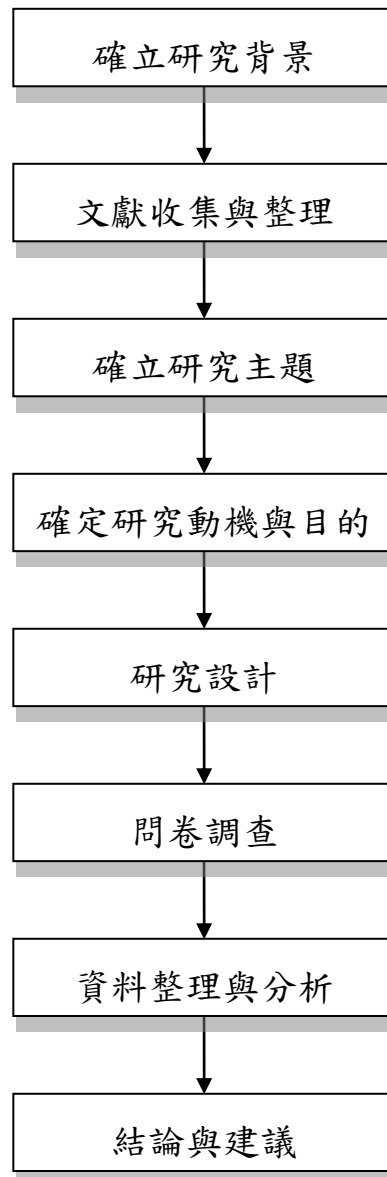 確立研究背景
文獻收集與整理
確立研究主題
確定研究動機與目的
研究設計
問卷調查
資料整理與分析
結論與建議